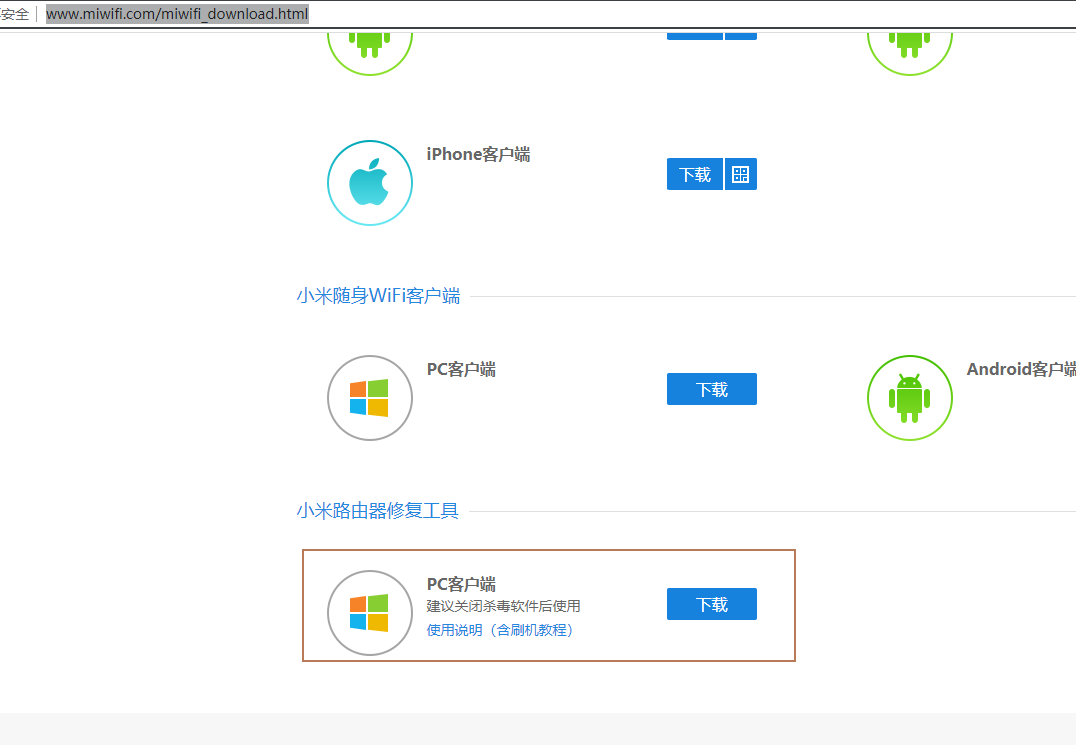 安全
www.miwifi.com/miwifi_download.html
iPhone客户端
下载
小米随身WiFi客户端
PC客户端
下载
Android客户端
小米路由器修复工具
PC客户端
建议关闭杀毒软件后使用
使用说明（含刷机教程）
下载